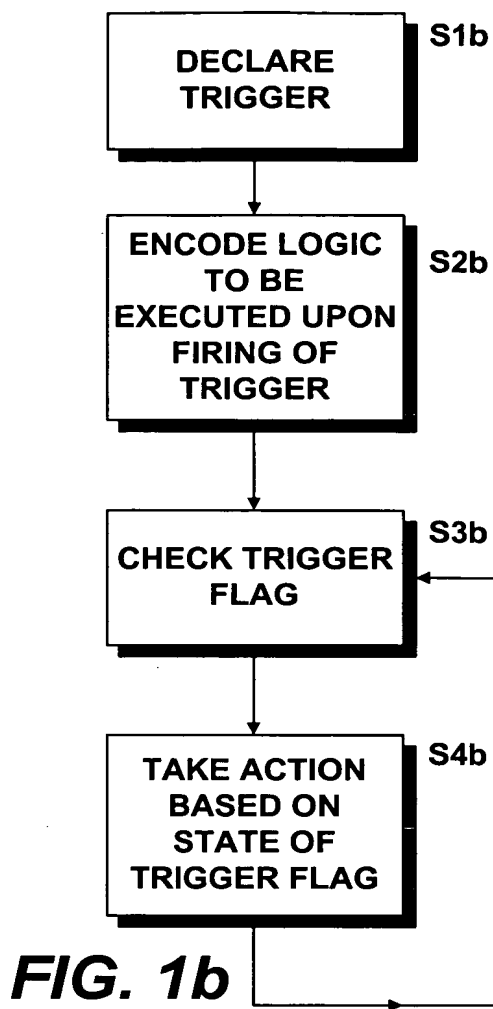 S1b
DECLARE
TRIGGER
S2b
ENCODE LOGIC
TO BE
EXECUTED UPON
FIRING OF
TRIGGER
S3b
CHECK TRIGGER
FLAG
S4b
TAKE ACTION
BASED ON
STATE OF
TRIGGER FLAG
FIG. 1b